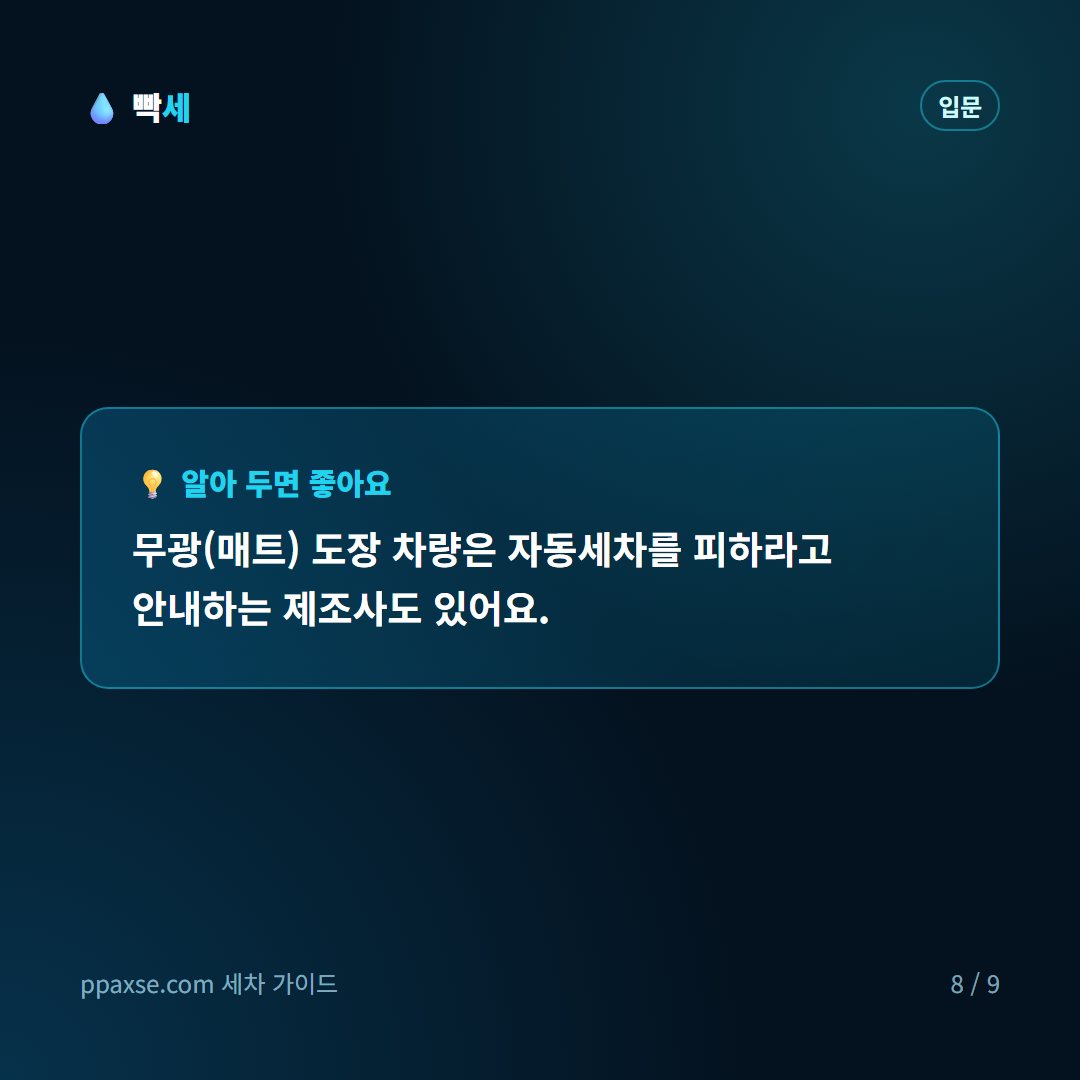 빡세
입문
알아 두면 좋아요
무광(매트) 도장 차량은 자동세차를 피하라고
안내하는 제조사도 있어요.
ppaxse.com 세차 가이드
8 / 9